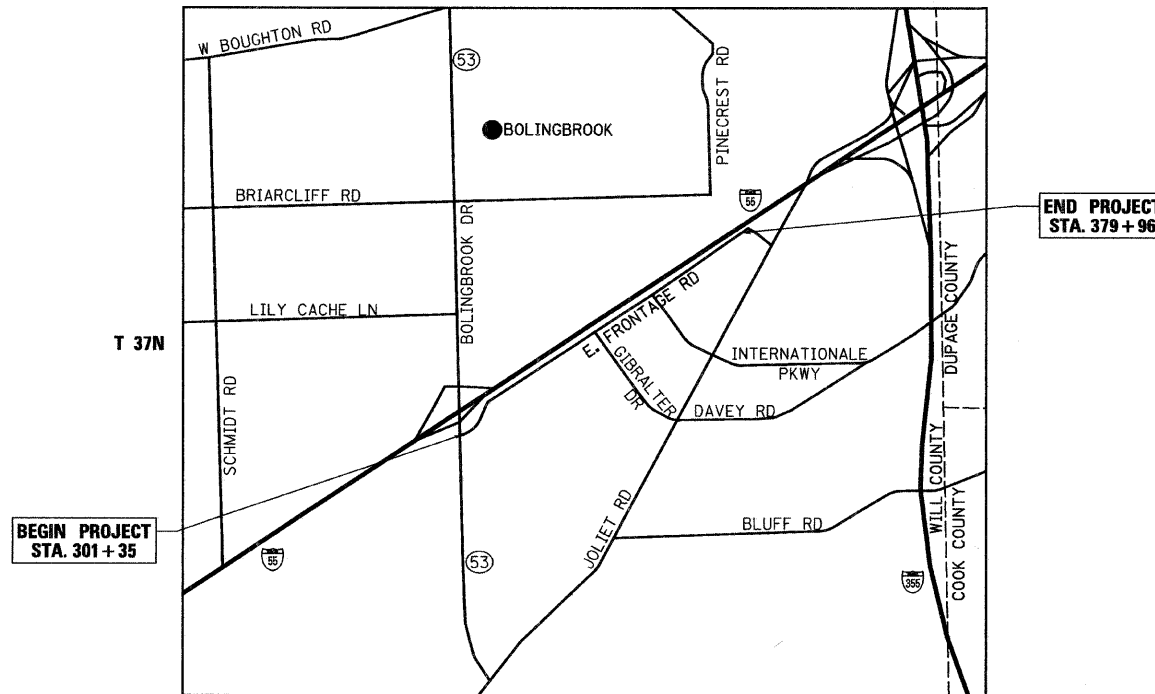 W BOUGHTON RD
53
BOLINGBROOK
PINECREST RD
BRIARCLIFF RD
55
END PROJECT
STA. 379+96
BOLINGBROOK DR
LILY CACHE LN
T 37N
E. FRONTAGE RD
DUPAGE COUNTY
INTERNATIONALE
PKWY
GIBRALTER
DR
DAVEY RD
SCHMIDT RD
WILL COUNTY
BEGIN PROJECT
STA. 301+35
55
53
JOLIET RD
BLUFF RD
355
COOK COUNTY